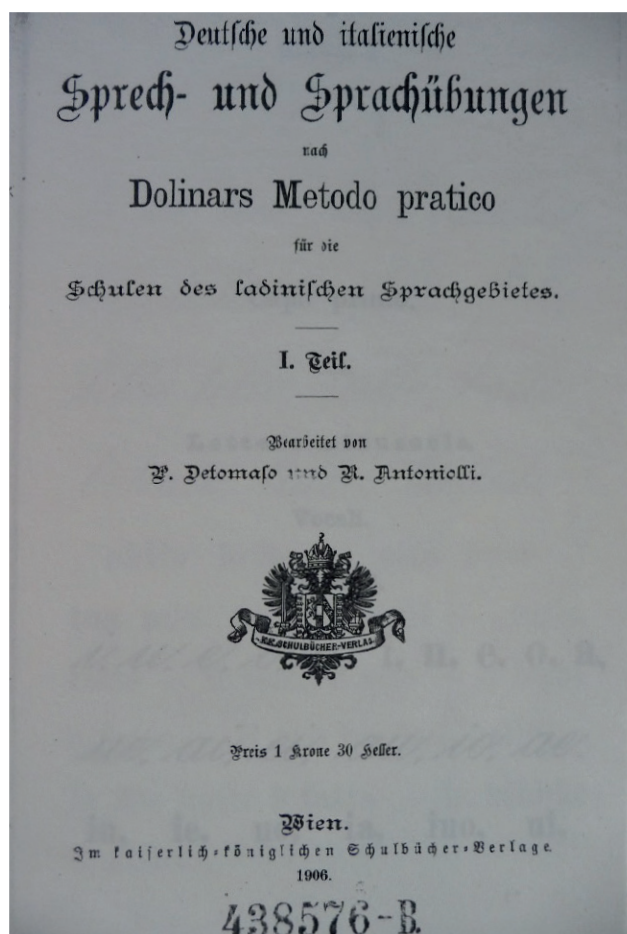 Deutsche und italienische
Sprech- und Sprachübungen
nach
Dolinars Metodo pratico
für die
Schulen des ladinischen Sprachgebietes.
I. Teil.
Bearbeitet von
P. Detomaso und R. Antoniolli.
K.K. SCHULBÜCHER-VERLAG
Preis 1 Krone 30 Heller.
Wien.
Im kaiserlich-königlichen Schulbücher-Verlage.
1906.
438576-B.